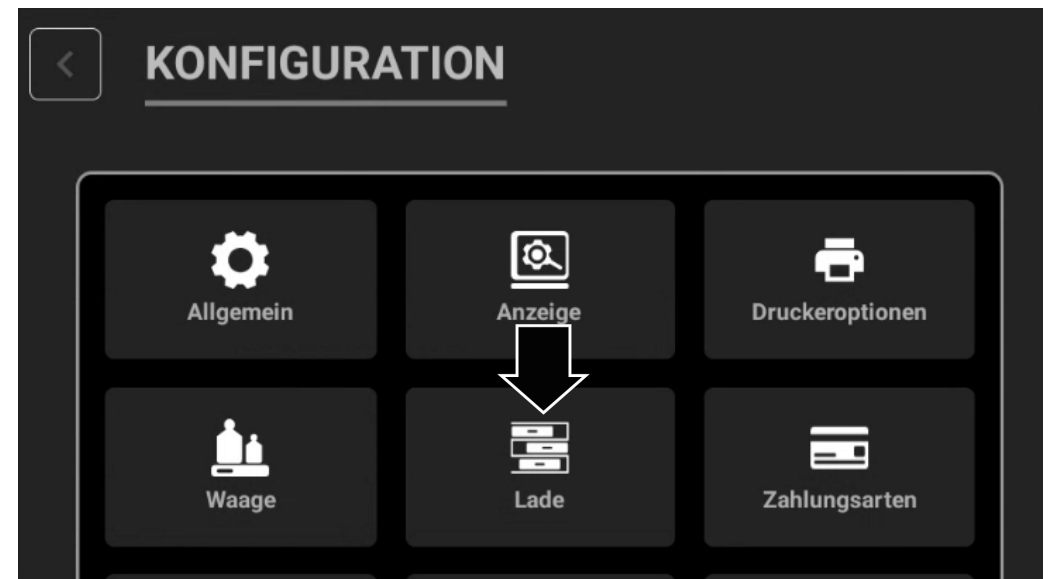 KONFIGURATION
Allgemein
Anzeige
Druckeroptionen
Waage
Lade
Zahlungsarten